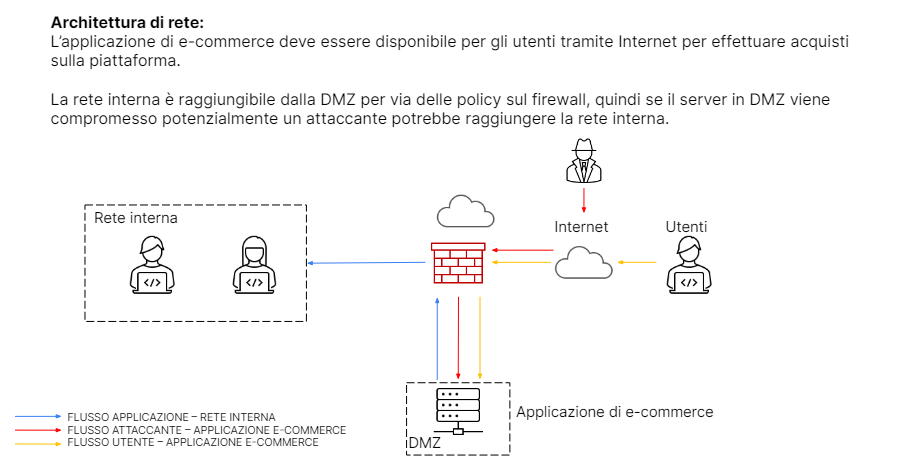 Architettura di rete:
L'applicazione di e-commerce deve essere disponibile per gli utenti tramite Internet per effettuare acquisti
sulla piattaforma.
La rete interna è raggiungibile dalla DMZ per via delle policy sul firewall, quindi se il server in DMZ viene
compromesso potenzialmente un attaccante potrebbe raggiungere la rete interna.
Rete interna
Internet
Utenti
Applicazione di e-commerce
DMZ
FLUSSO APPLICAZIONE – RETE INTERNA
FLUSSO ATTACCANTE – APPLICAZIONE E-COMMERCE
FLUSSO UTENTE – APPLICAZIONE E-COMMERCE